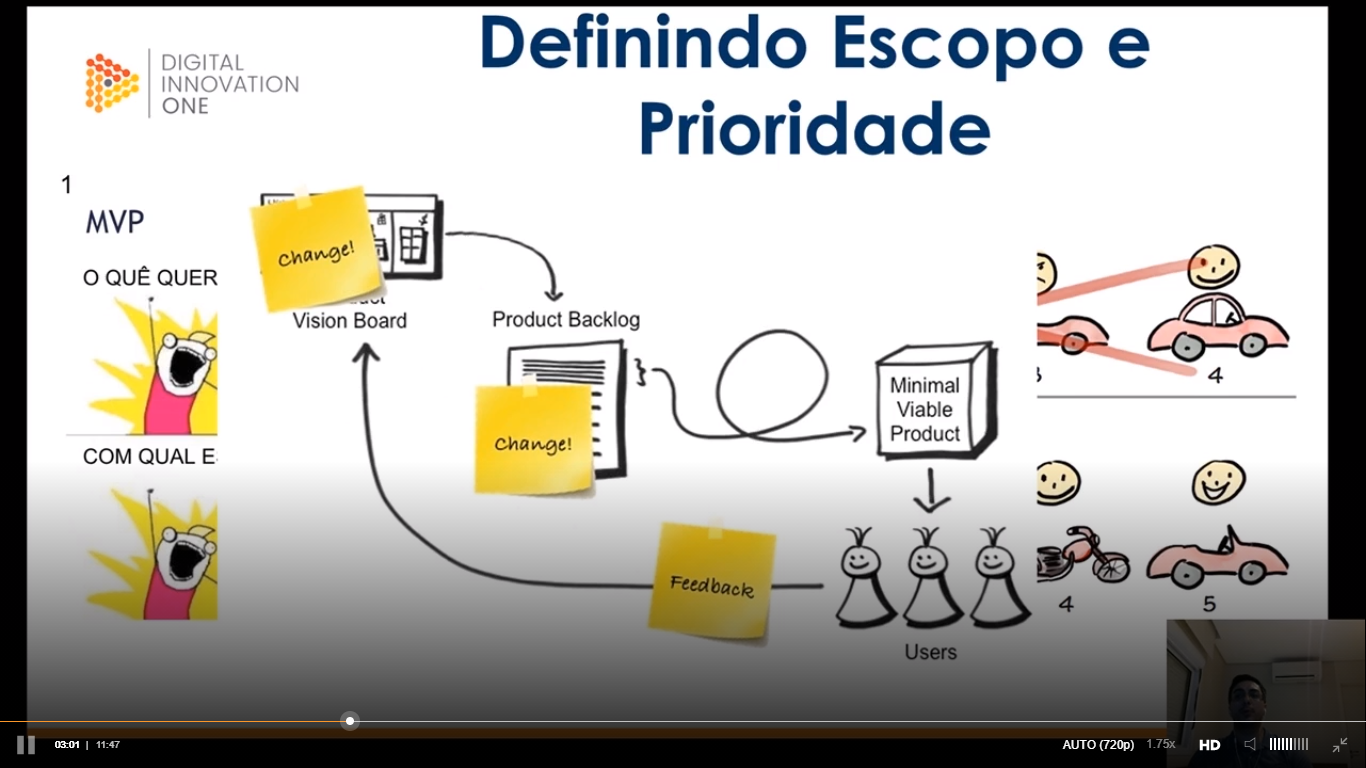 DIGITAL
INNOVATION
ONE
Definindo Escopo e
Prioridade
1
MVP
O QUÊ QUER
COM QUAL E
Change!
Vision Board
Product Backlog
Change!
Minimal
Viable
Product
Feedback
Users
4
4
5
03:01 | 11:47
AUTO (720p) 1.75x HD